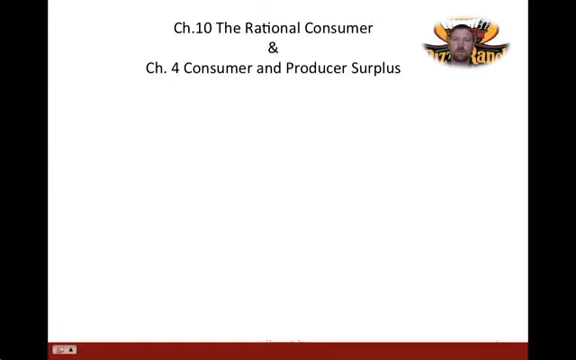 Ch.10 The Rational Consumer
&
Ch. 4 Consumer and Producer Surplus